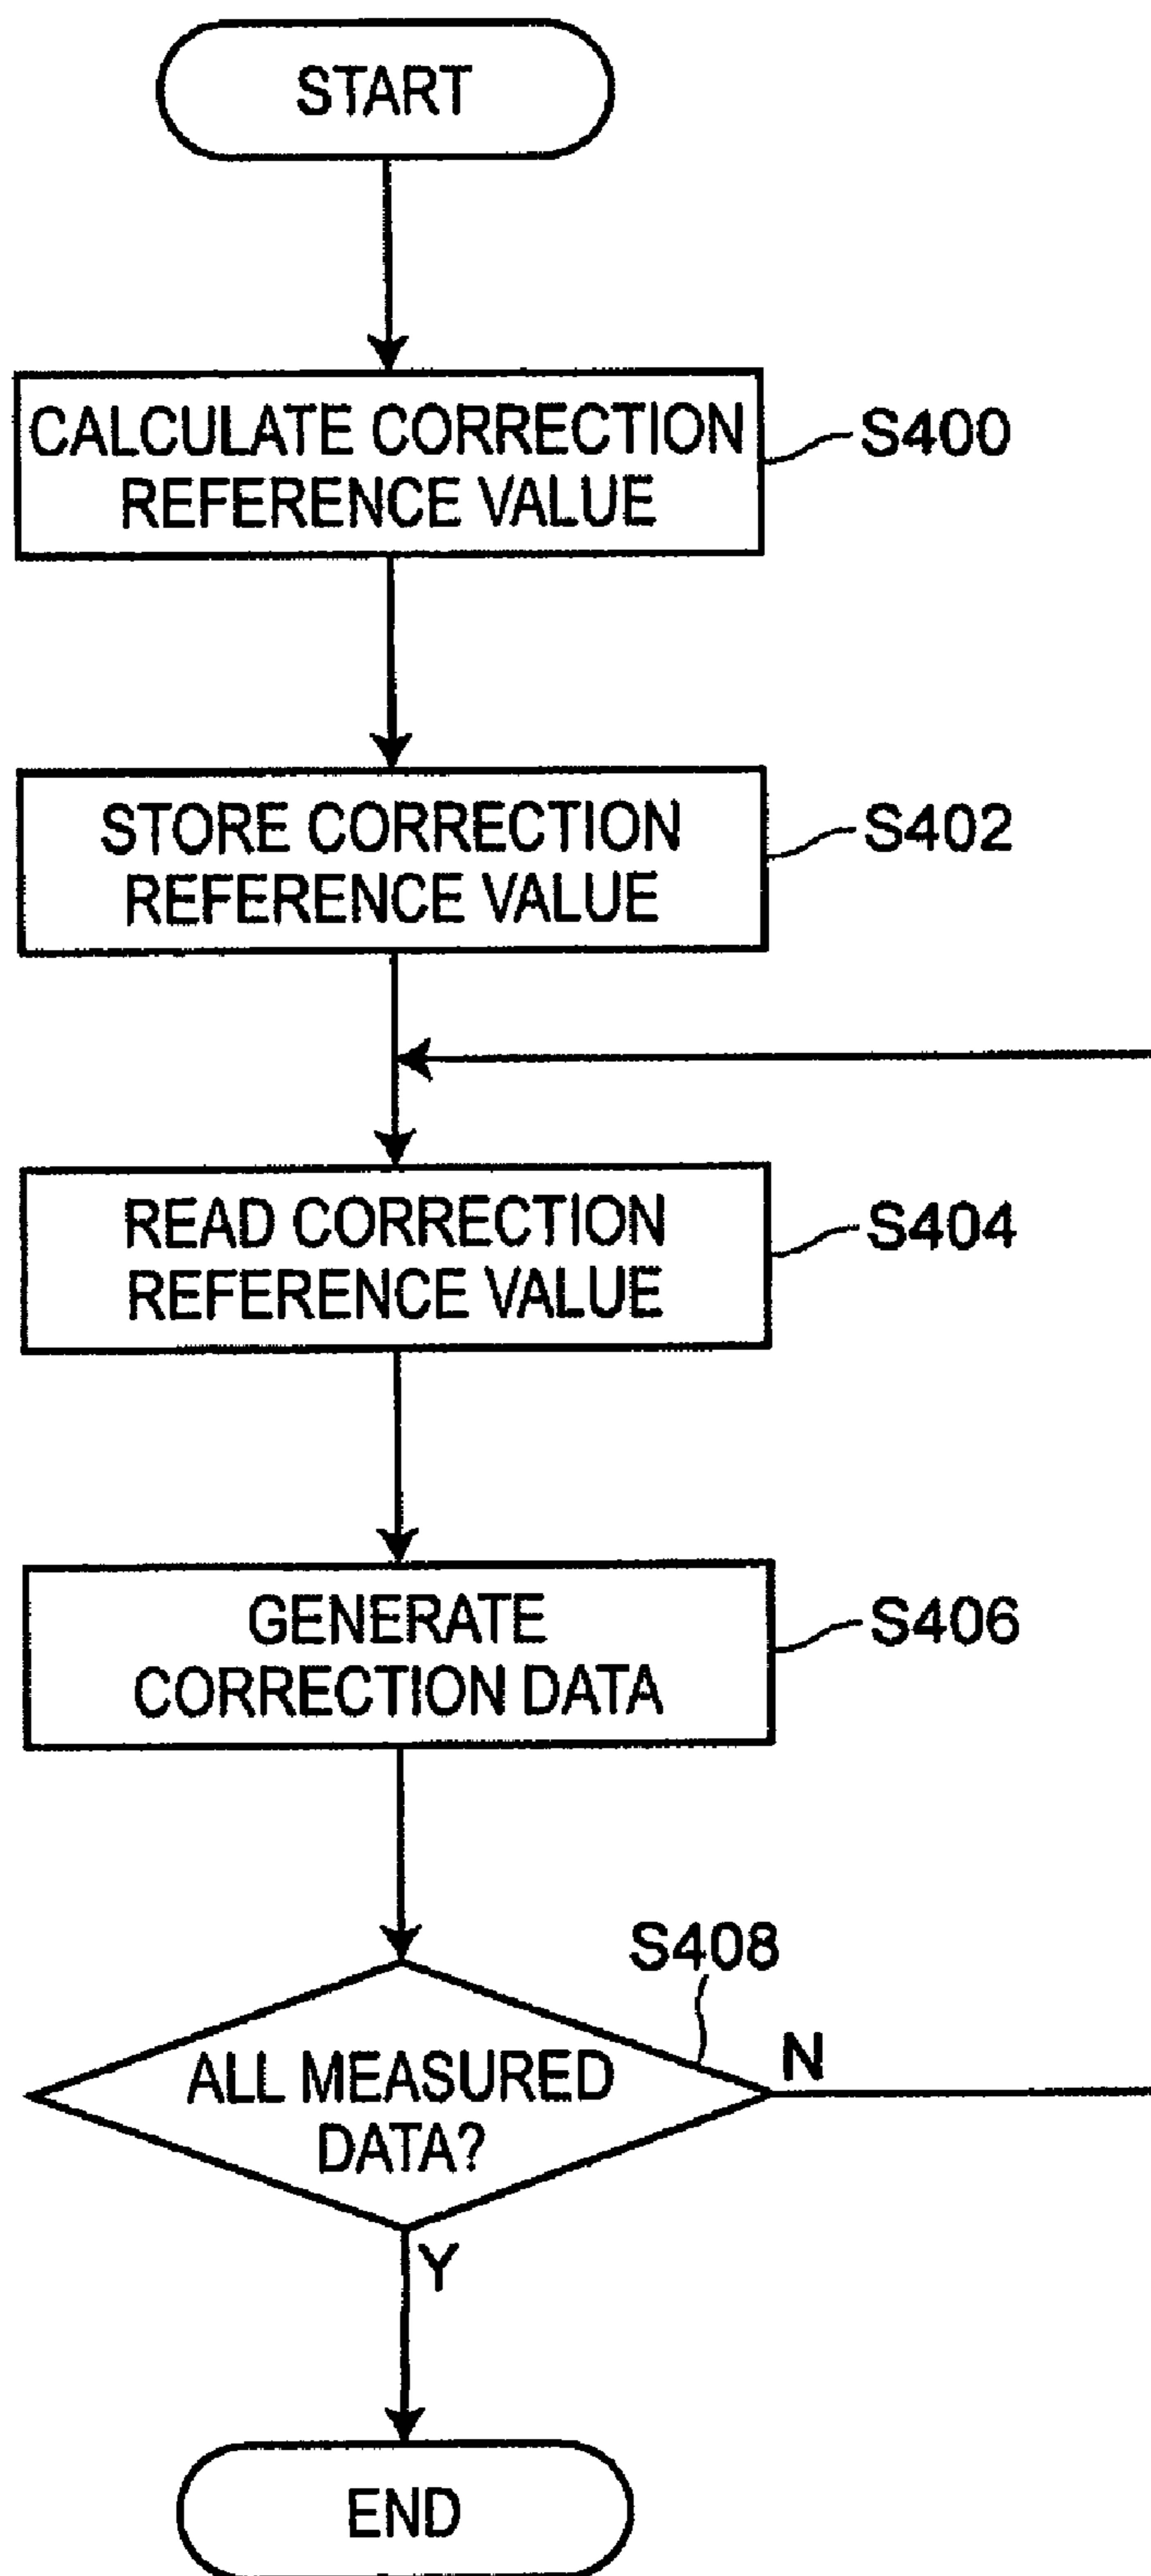 START
CALCULATE CORRECTION
REFERENCE VALUE
S400
STORE CORRECTION
REFERENCE VALUE
S402
READ CORRECTION
REFERENCE VALUE
S404
GENERATE
CORRECTION DATA
S406
S408
ALL MEASURED
DATA?
N
Y
END